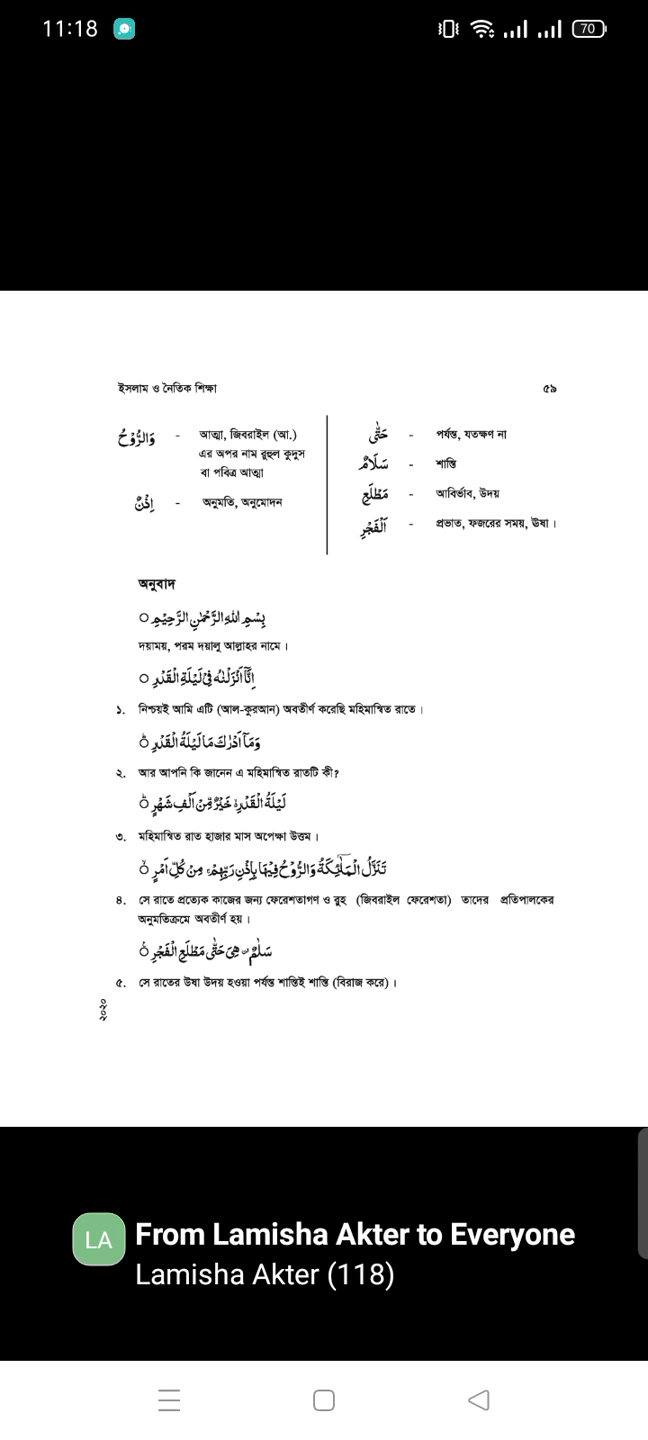 11:18
70
ইসলাম ও নৈতিক শিক্ষা ৫৯
وَالرُّوْحُ - আত্মা, জিবরাইল (আ.)
এর অপর নাম রুহুল কুদুস
বা পবিত্র আত্মা
اِذْنٌ - অনুমতি, অনুমোদন
حَتّٰى - পর্যন্ত, যতক্ষণ না
سَلَامٌ - শান্তি
مَطْلَعِ - আবির্ভাব, উদয়
اَلْفَجْرِ - প্রভাত, ফজরের সময়, ঊষা।
অনুবাদ
بِسْمِ اللهِ الرَّحْمٰنِ الرَّحِيْمِ ○
দয়াময়, পরম দয়ালু আল্লাহর নামে।
اِنَّآ اَنْزَلْنٰهُ فِيْ لَيْلَةِ الْقَدْرِ ○
১. নিশ্চয়ই আমি এটি (আল-কুরআন) অবতীর্ণ করেছি মহিমান্বিত রাতে।
وَمَآ اَدْرٰىكَ مَا لَيْلَةُ الْقَدْرِ ○ؕ
২. আর আপনি কি জানেন এ মহিমান্বিত রাতটি কী?
لَيْلَةُ الْقَدْرِ ۙ خَيْرٌ مِّنْ اَلْفِ شَهْرٍ ○ؕ
৩. মহিমান্বিত রাত হাজার মাস অপেক্ষা উত্তম।
تَنَزَّلُ الْمَلٰٓئِكَةُ وَالرُّوْحُ فِيْهَا بِاِذْنِ رَبِّهِمْ ۚ مِنْ كُلِّ اَمْرٍ ○ۙ
৪. সে রাতে প্রত্যেক কাজের জন্য ফেরেশতাগণ ও রুহ (জিবরাইল ফেরেশতা) তাদের প্রতিপালকের
অনুমতিক্রমে অবতীর্ণ হয়।
سَلٰمٌ ۛ هِيَ حَتّٰى مَطْلَعِ الْفَجْرِ ○
৫. সে রাতের উষা উদয় হওয়া পর্যন্ত শান্তিই শান্তি (বিরাজ করে)।
২০২০
LA
From Lamisha Akter to Everyone
Lamisha Akter (118)